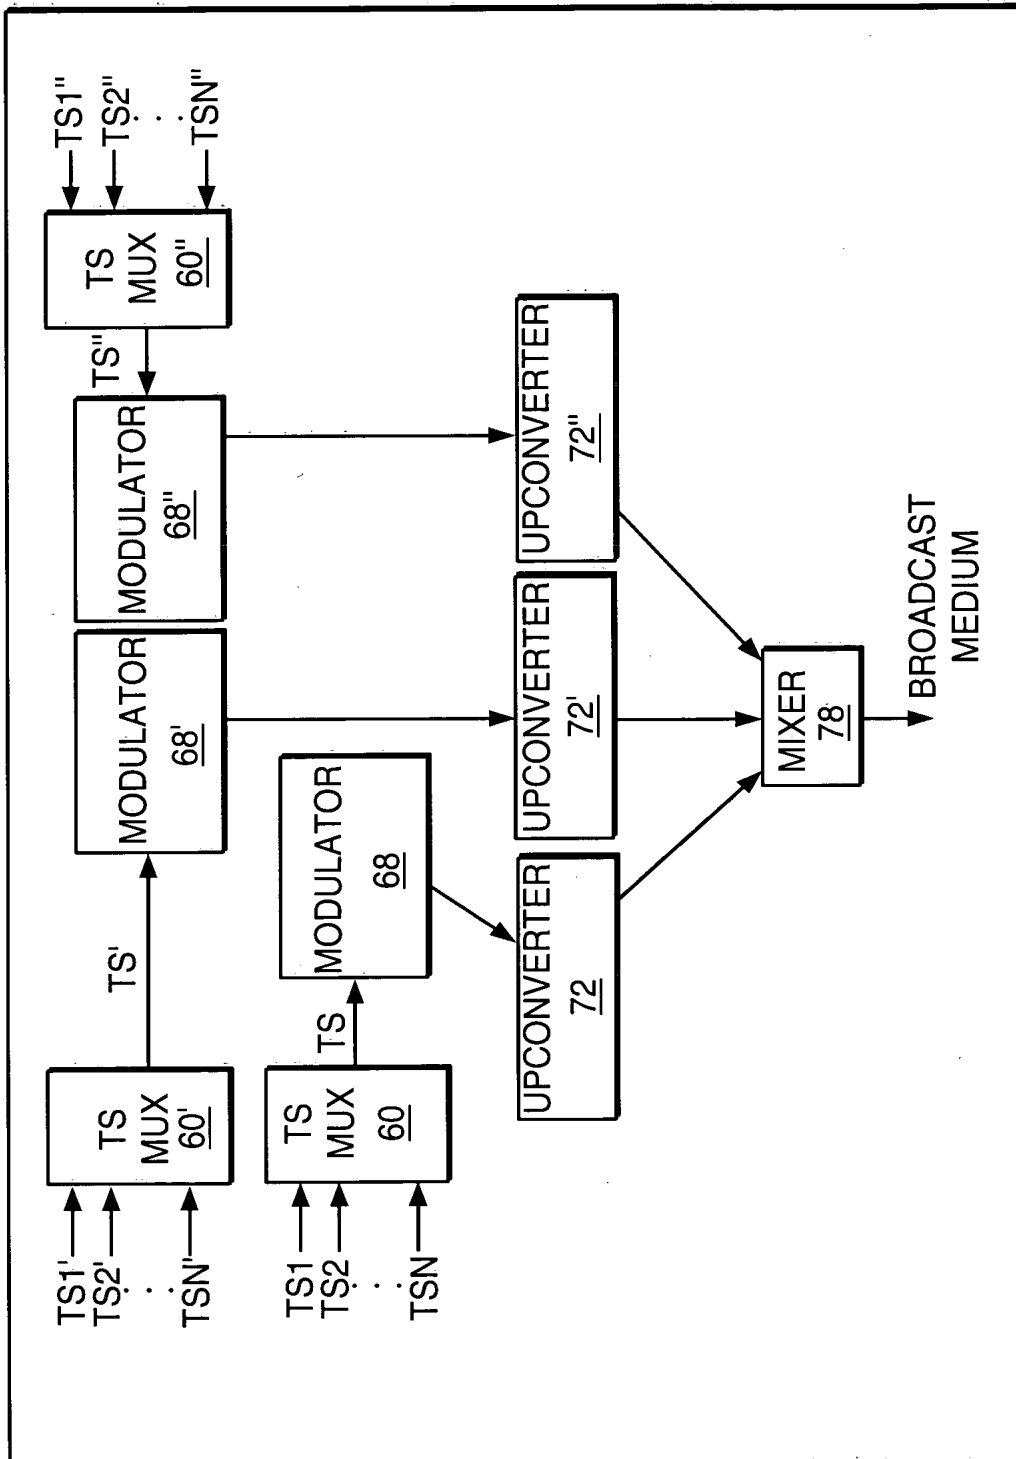 TS1'
TS2'
. . .
TSN'
TS
MUX
60'
TS'
MODULATOR
68'
MODULATOR
68"
TS"
TS
MUX
60"
TS1"
TS2"
. . .
TSN"
TS1
TS2
. . .
TSN
TS
MUX
60
TS
MODULATOR
68
UPCONVERTER
72
UPCONVERTER
72'
UPCONVERTER
72"
MIXER
78
BROADCAST
MEDIUM